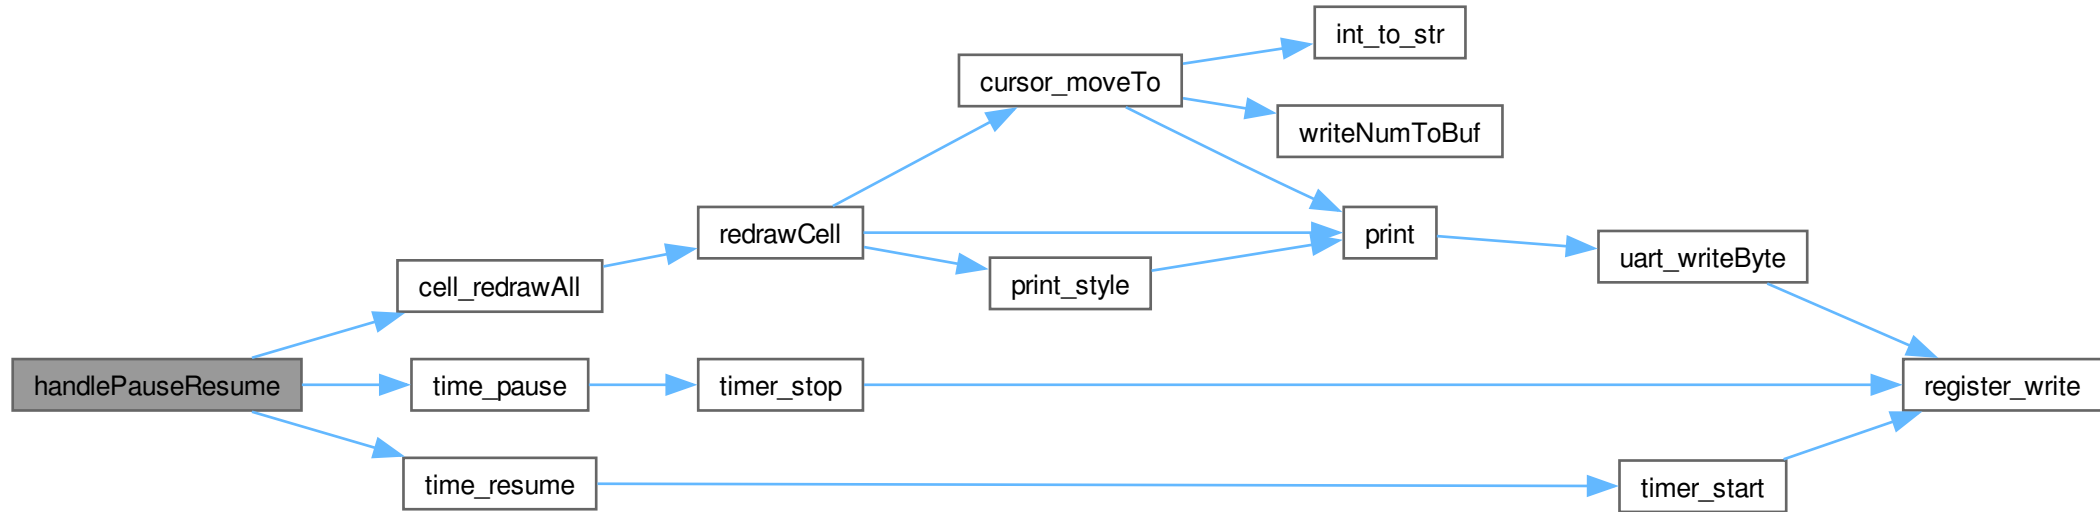 int_to_str
cursor_moveTo
writeNumToBuf
redrawCell
print
uart_writeByte
cell_redrawAll
print_style
handlePauseResume
time_pause
timer_stop
register_write
time_resume
timer_start